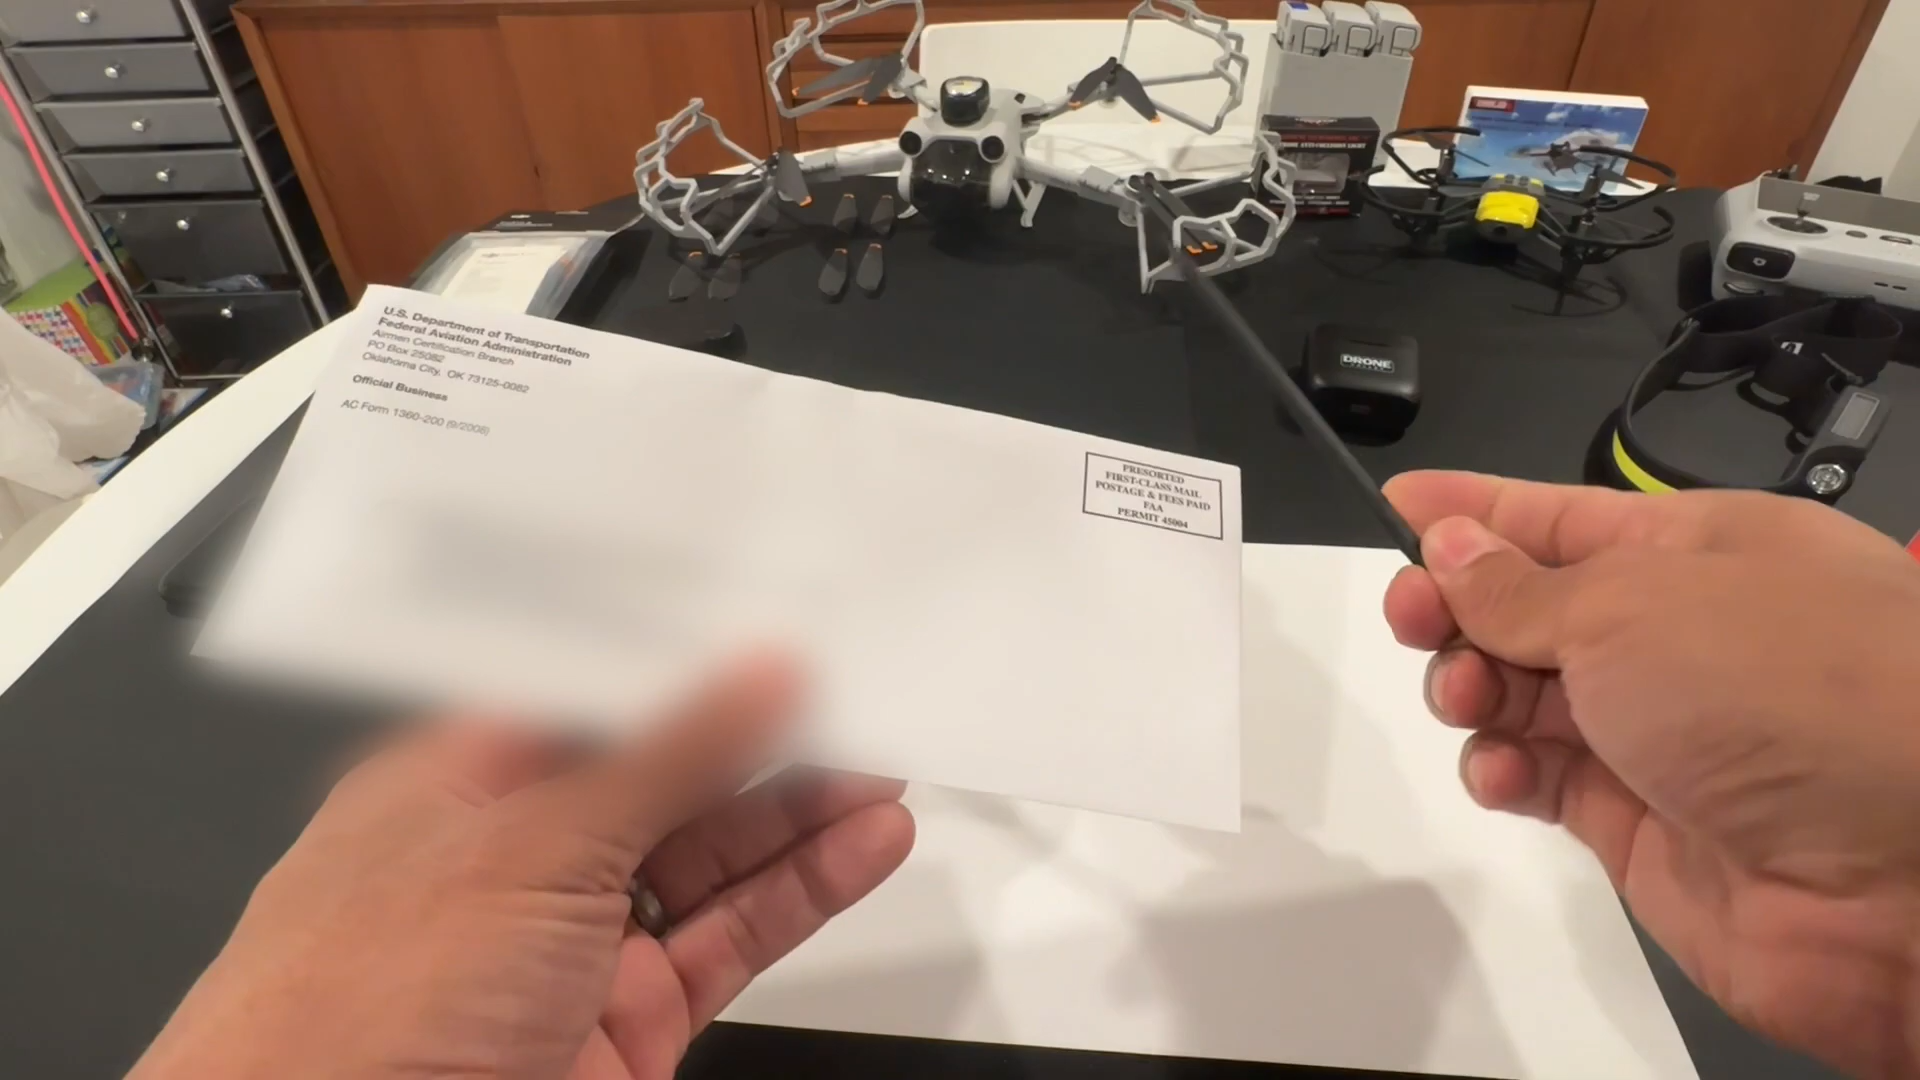 U.S. Department of Transportation
Federal Aviation Administration
Airmen Certification Branch
PO Box 25082
Oklahoma City, OK 73125-0082
Official Business
AC Form 1360-200 (9/2008)
PRESORTED
FIRST-CLASS MAIL
POSTAGE & FEES PAID
FAA
PERMIT 45004
DRONE